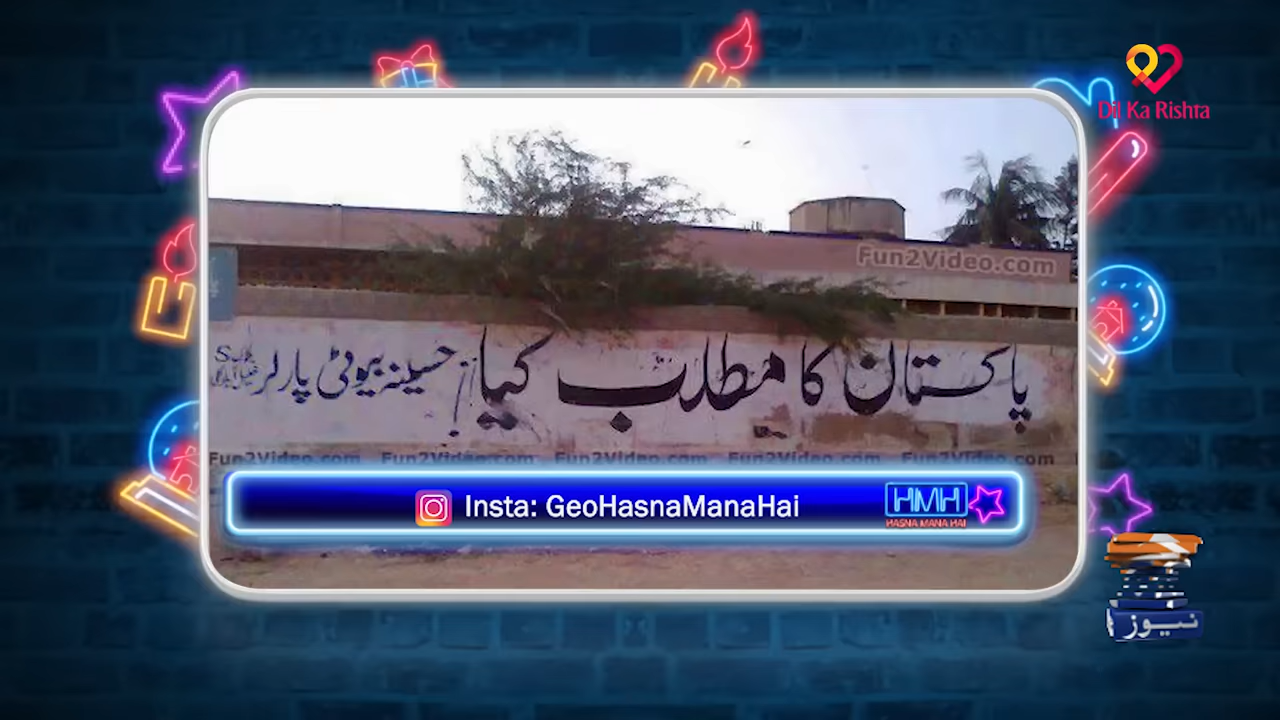 Dil Ka Rishta
Fun2Video.com
پاکستان کا مطلب کیا حسینہ بیوٹی پارلر
Fun2Video.com Fun2Video.com Fun2Video.com Fun2Video.com Fun2Video.com
Insta: GeoHasnaManaHai
HMH
HASNA MANA HAI
نیوز